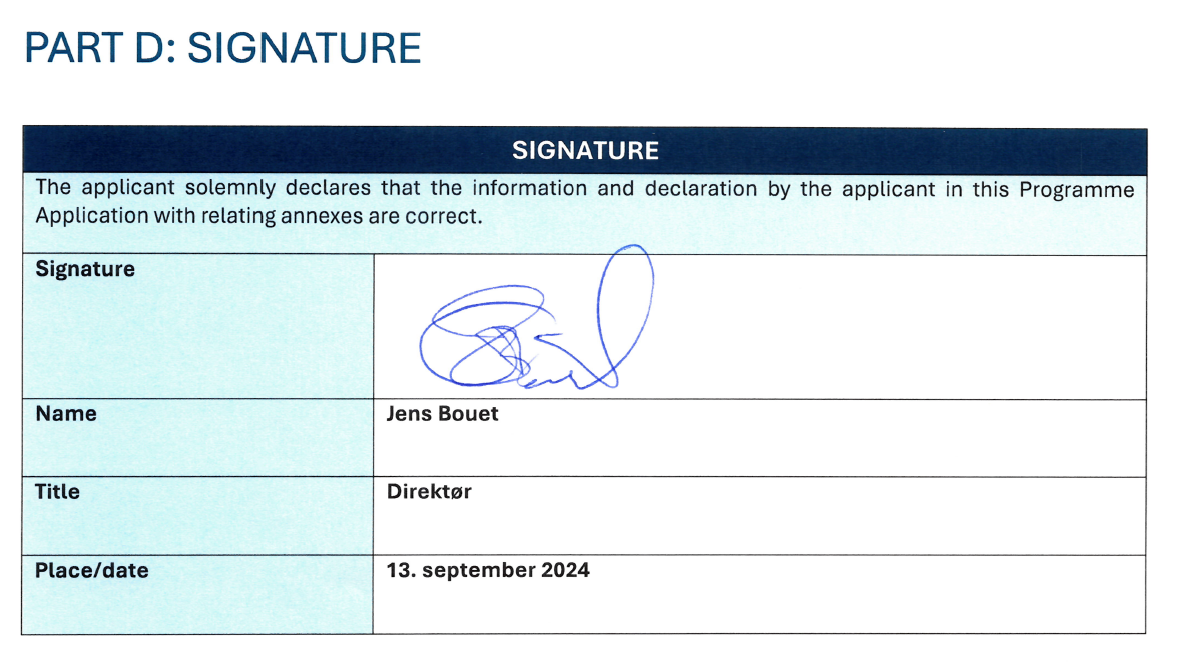 PART D: SIGNATURE
SIGNATURE
The applicant solemnly declares that the information and declaration by the applicant in this Programme
Application with relating annexes are correct.
Signature
Name
Jens Bouet
Title
Direktør
Place/date
13. september 2024